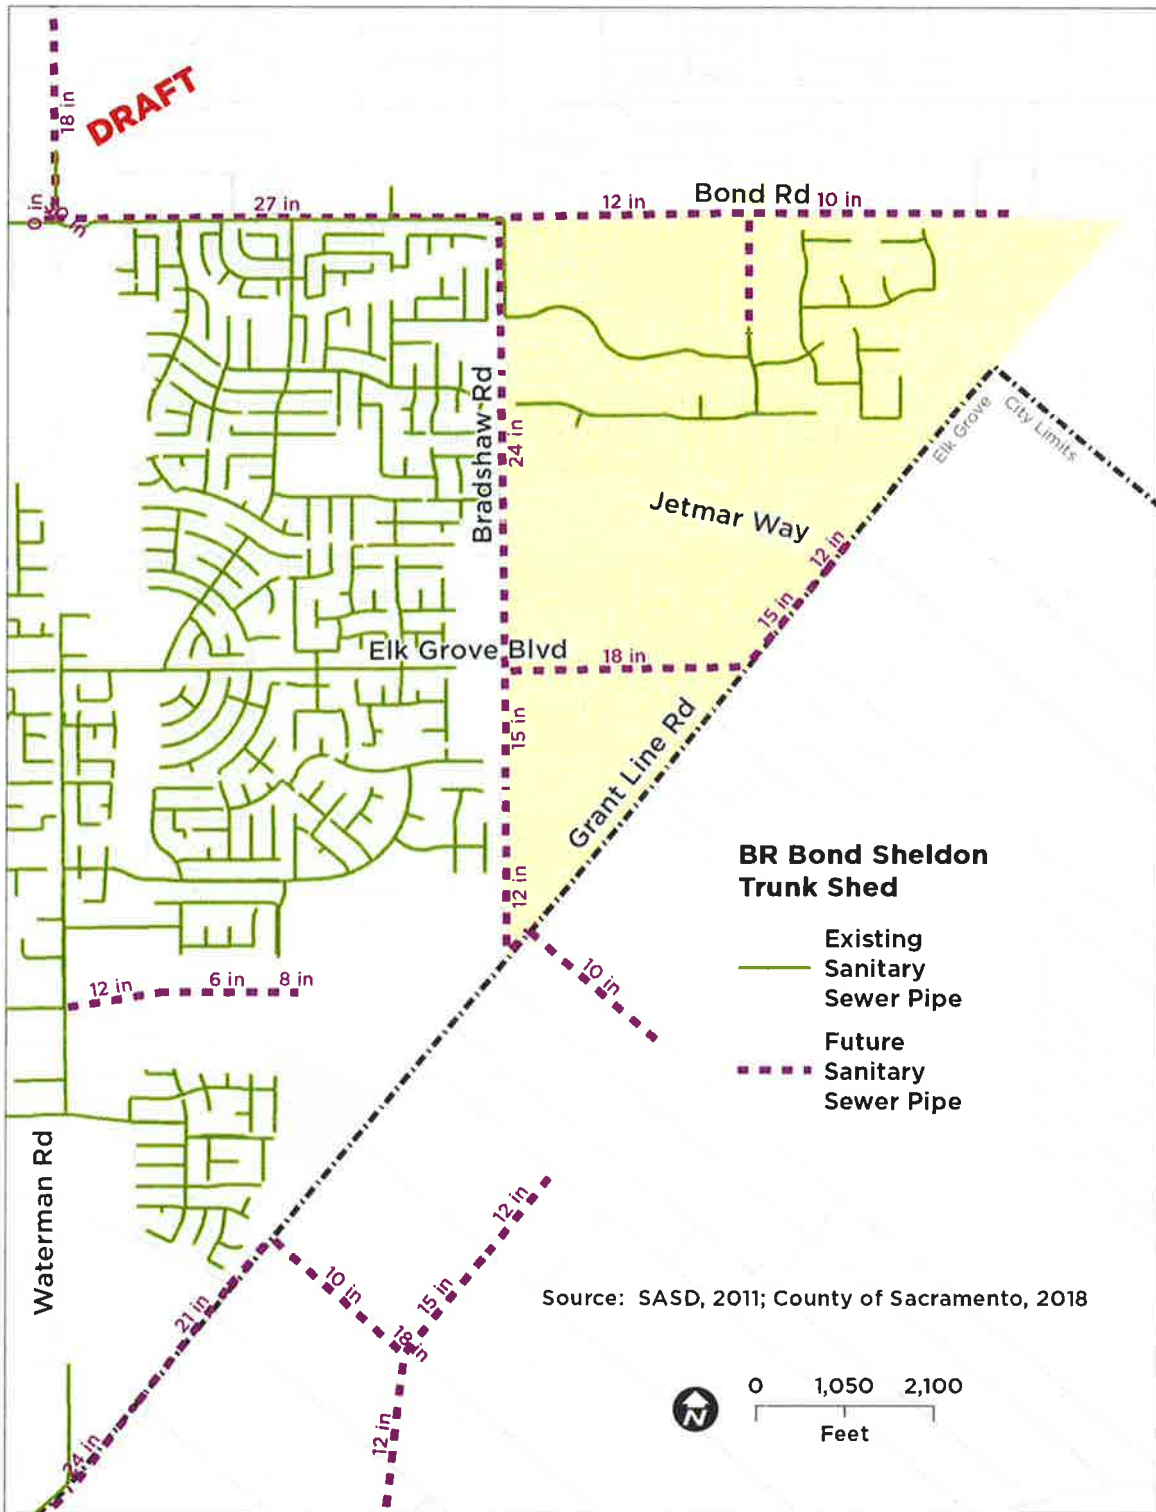 18 in
DRAFT
0 in
27 in
12 in
Bond Rd
10 in
Bradshaw Rd
24 in
Elk Grove
City Limits
Jetmar Way
12 in
15 in
Elk Grove Blvd
18 in
15 in
Grant Line Rd
12 in
BR Bond Sheldon
Trunk Shed
Existing
Sanitary
Sewer Pipe
Future
Sanitary
Sewer Pipe
10 in
12 in
6 in
8 in
Waterman Rd
12 in
10 in
15 in
21 in
18 in
12 in
24 in
Source: SASD, 2011; County of Sacramento, 2018
N
0
1,050
2,100
Feet